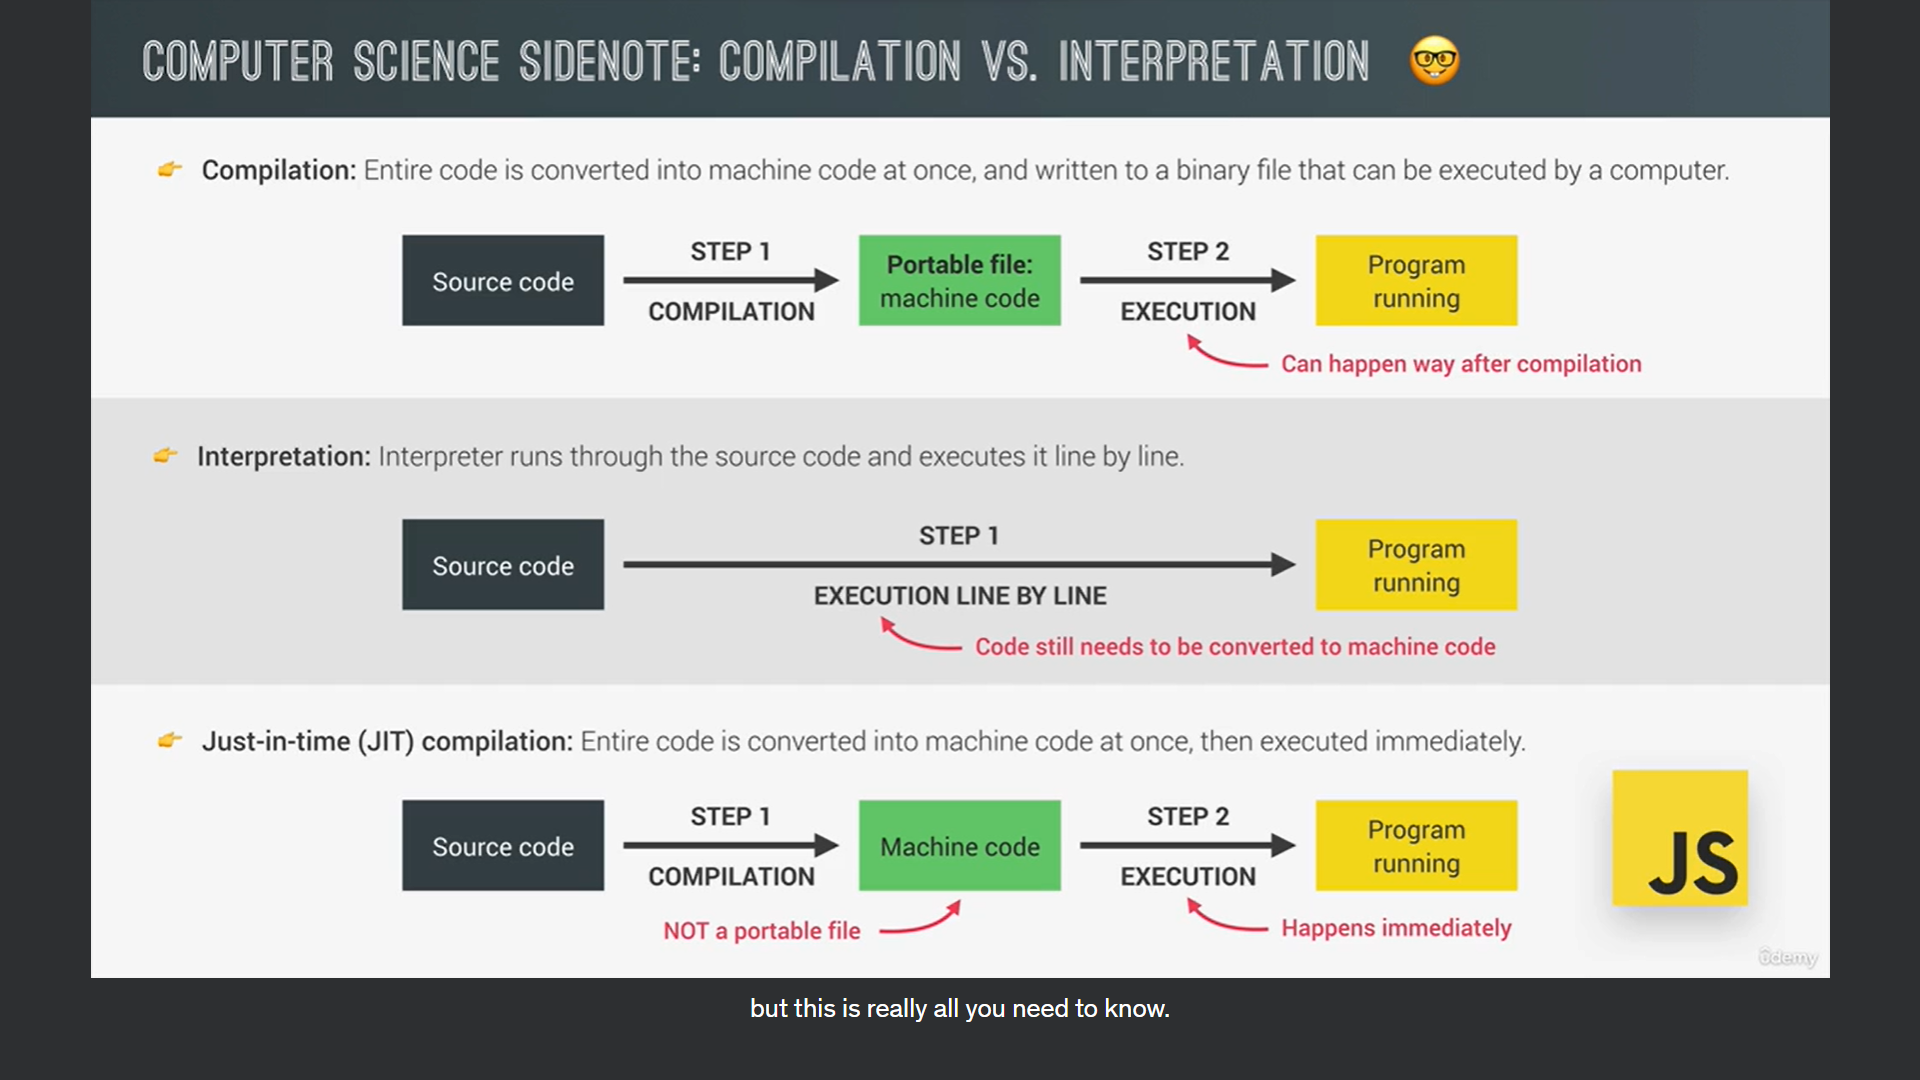 COMPUTER SCIENCE SIDENOTE: COMPILATION VS. INTERPRETATION 🤓
👉 Compilation: Entire code is converted into machine code at once, and written to a binary file that can be executed by a computer.
Source code
STEP 1
COMPILATION
Portable file:
machine code
STEP 2
EXECUTION
Program
running
Can happen way after compilation
👉 Interpretation: Interpreter runs through the source code and executes it line by line.
Source code
STEP 1
EXECUTION LINE BY LINE
Program
running
Code still needs to be converted to machine code
👉 Just-in-time (JIT) compilation: Entire code is converted into machine code at once, then executed immediately.
Source code
STEP 1
COMPILATION
Machine code
STEP 2
EXECUTION
Program
running
NOT a portable file
Happens immediately
JS
ûdemy
but this is really all you need to know.